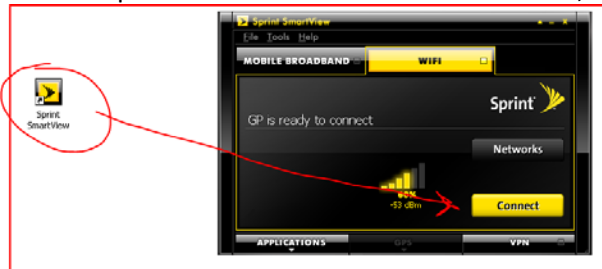 Sprint SmartView
File Tools Help
MOBILE BROADBAND
WIFI
Sprint
SmartView
Sprint
GP is ready to connect
Networks
60%
-53 dBm
Connect
APPLICATIONS
GPS
VPN